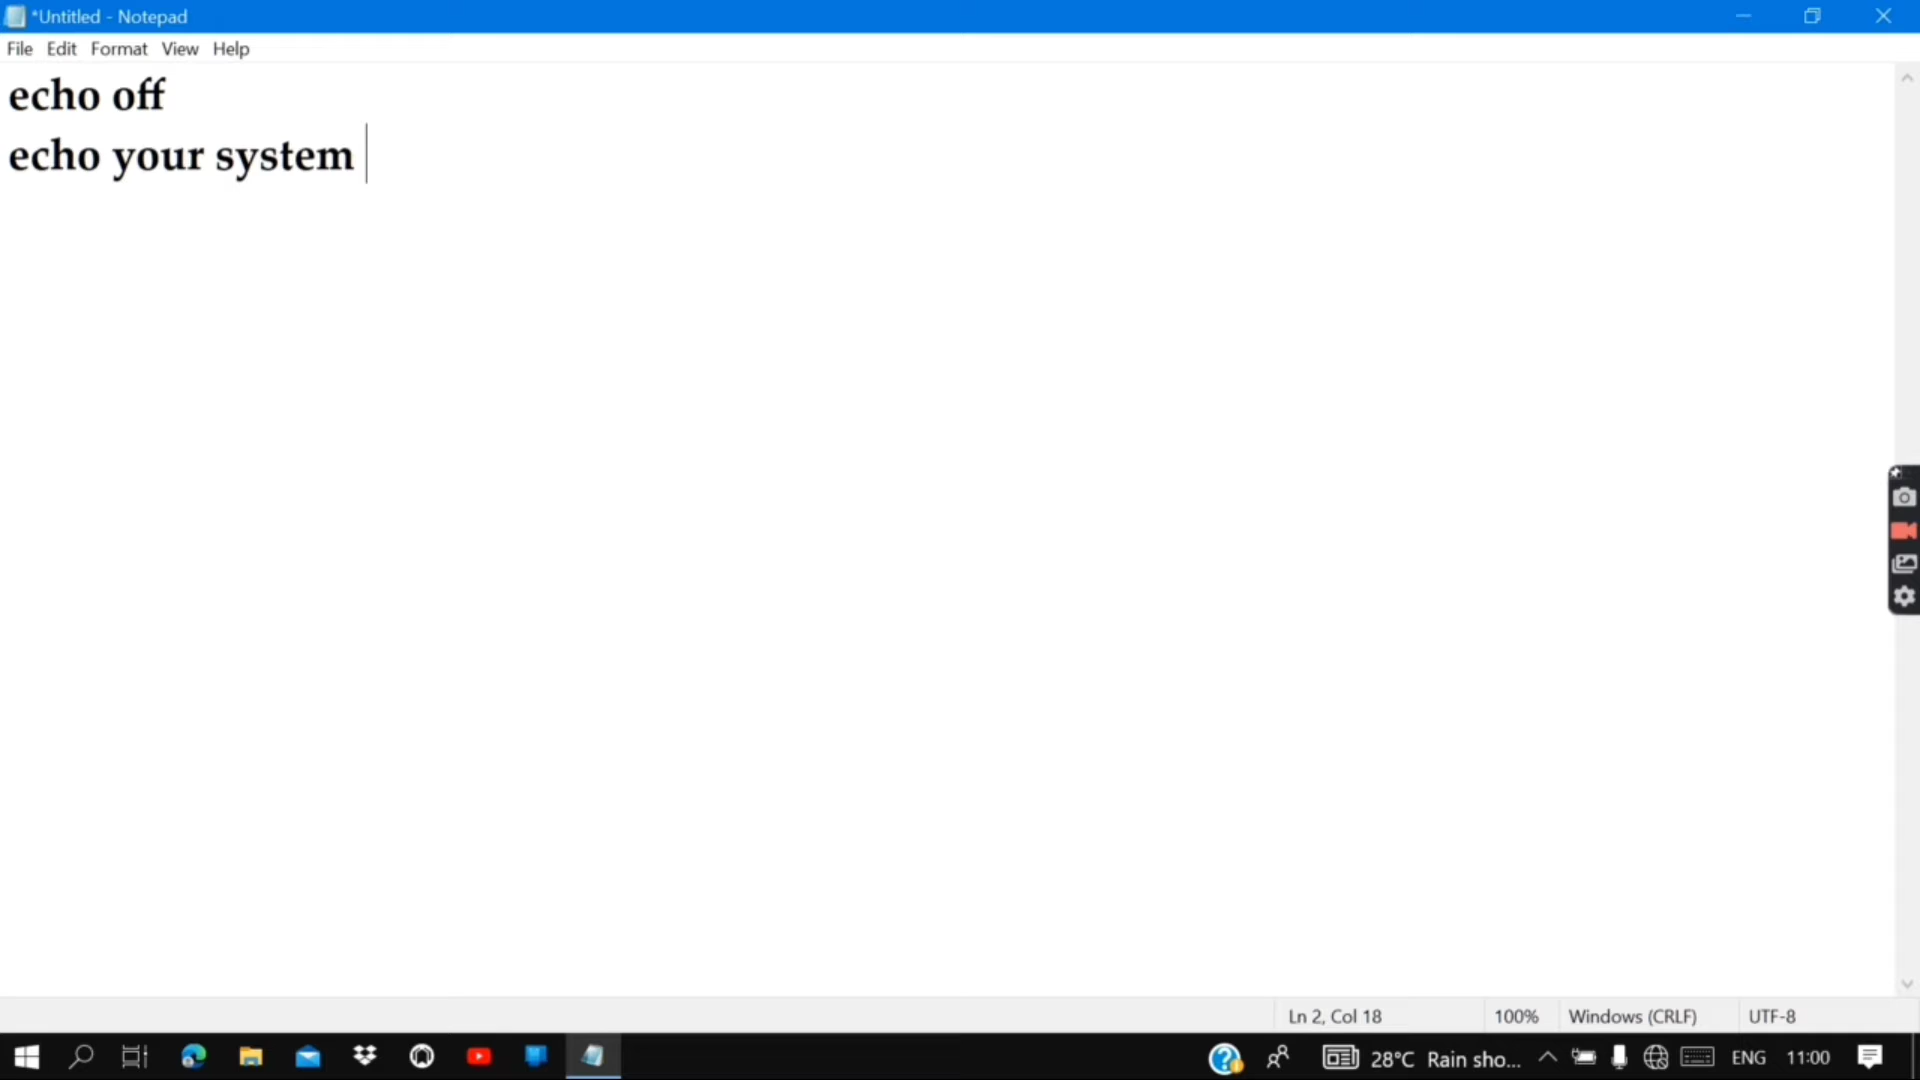 *Untitled - Notepad
File Edit Format View Help
echo off
echo your system
Ln 2, Col 18 100% Windows (CRLF) UTF-8
28°C Rain sho... ENG 11:00